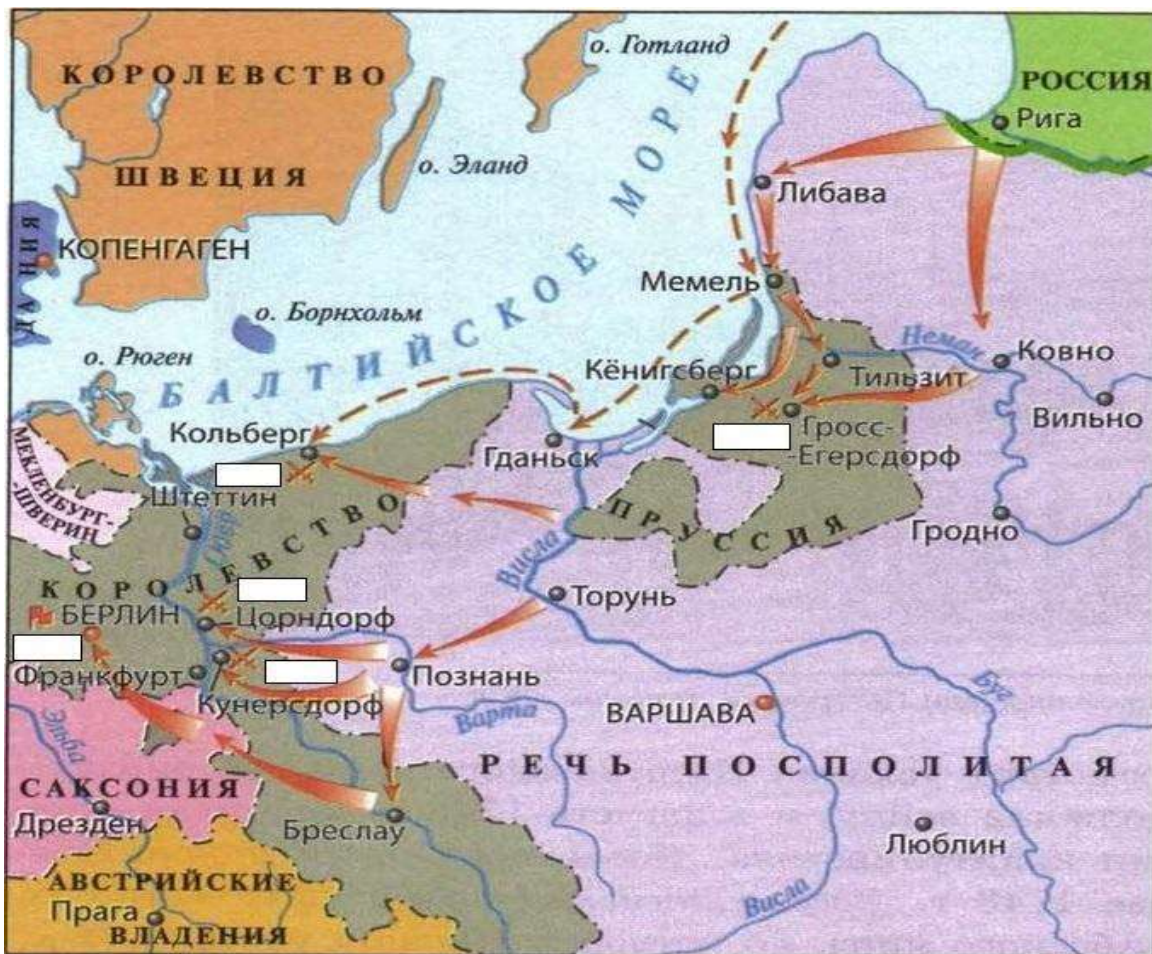 о. Готланд
КОРОЛЕВСТВО
РОССИЯ
Рига
о. Эланд
ШВЕЦИЯ
Либава
БАЛТИЙСКОЕ МОРЕ
ДАНИЯ
КОПЕНГАГЕН
Мемель
о. Борнхольм
Неман
Ковно
о. Рюген
Кёнигсберг
Тильзит
Вильно
Кольберг
Гросс-
-Егерсдорф
Гданьск
МЕКЛЕНБУРГ-
-ШВЕРИН
Штеттин
ПРУССИЯ
Гродно
Одер
Висла
КОРОЛЕВСТВО
Торунь
БЕРЛИН
Цорндорф
Франкфурт
Познань
Буг
Кунерсдорф
Варта
ВАРШАВА
Эльба
РЕЧЬ ПОСПОЛИТАЯ
САКСОНИЯ
Дрезден
Бреслау
Люблин
АВСТРИЙСКИЕ
Прага
Висла
ВЛАДЕНИЯ